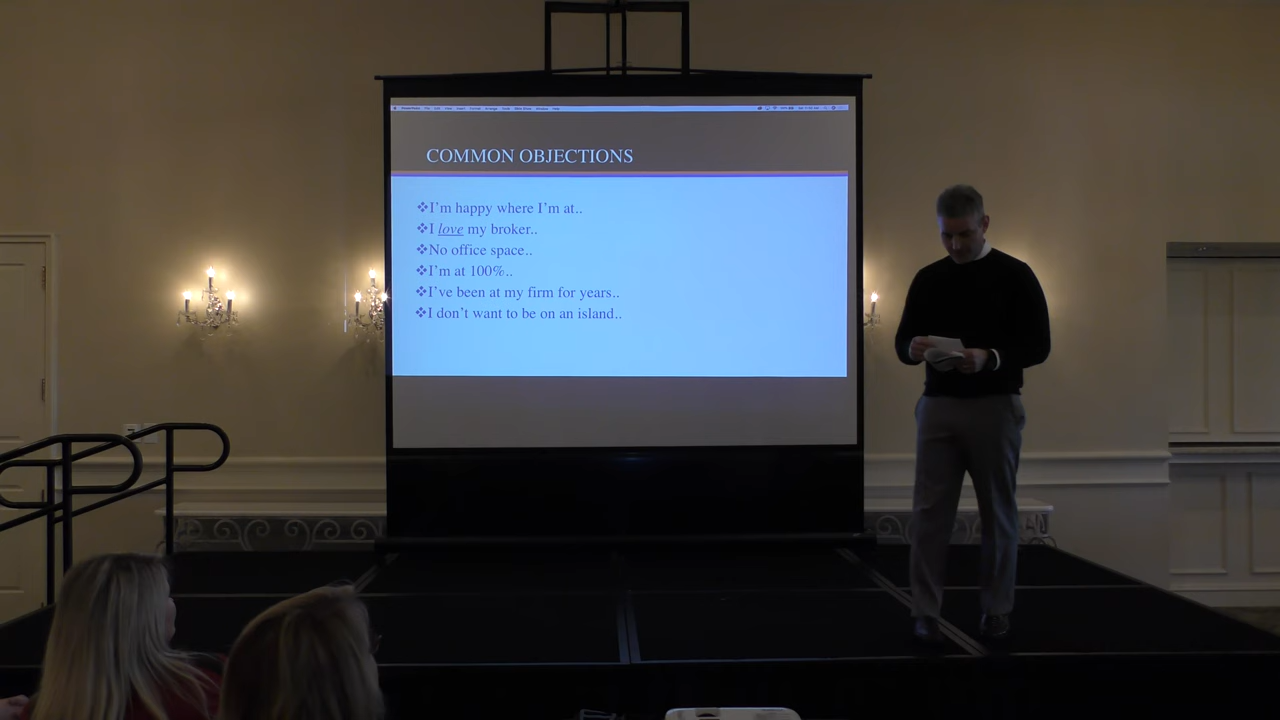 COMMON OBJECTIONS
❖I'm happy where I'm at..
❖I love my broker..
❖No office space..
❖I'm at 100%..
❖I've been at my firm for years..
❖I don't want to be on an island..